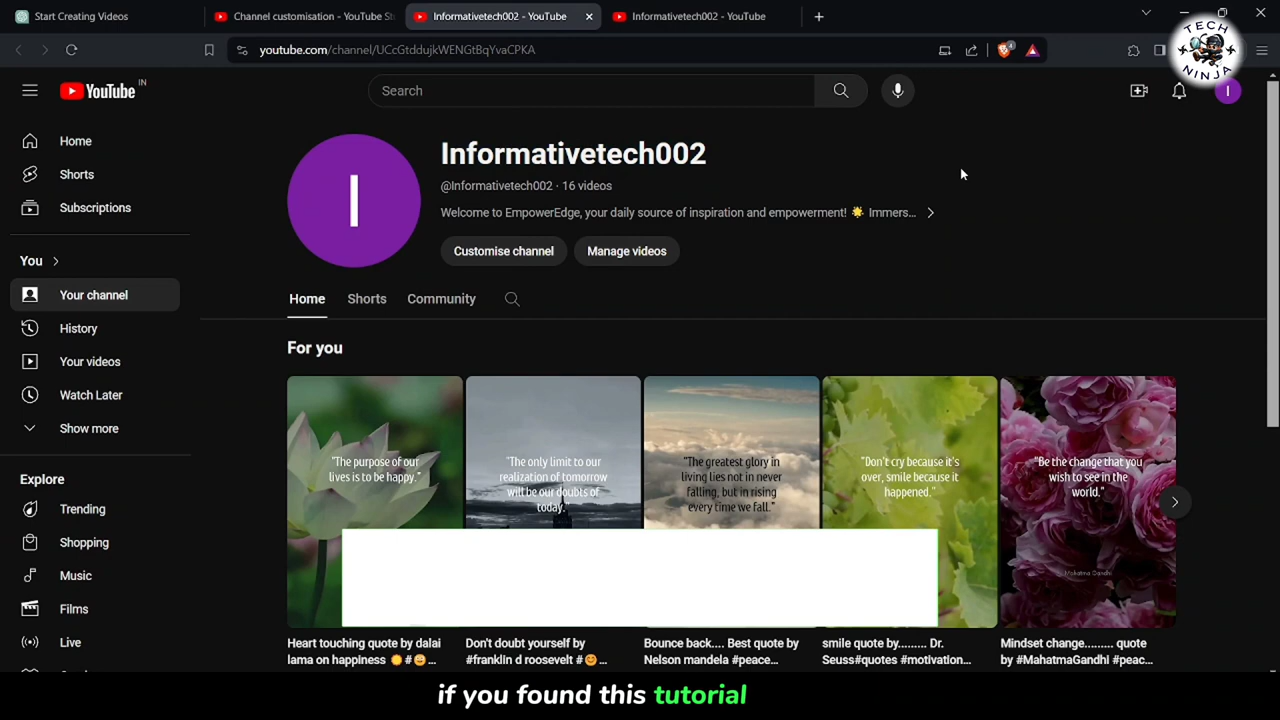 Start Creating Videos
Channel customisation - YouTube St
Informativetech002 - YouTube
Informativetech002 - YouTube
youtube.com/channel/UCcGtddujkWENGtBqYvaCPKA
4
TECH
NINJA
YouTube IN
Search
I
Home
Shorts
Subscriptions
You
Your channel
History
Your videos
Watch Later
Show more
Explore
Trending
Shopping
Music
Films
Live
I
Informativetech002
@Informativetech002 · 16 videos
Welcome to EmpowerEdge, your daily source of inspiration and empowerment! 🌟 Immers...
Customise channel
Manage videos
Home
Shorts
Community
For you
"The purpose of our
lives is to be happy."
"The only limit to our
realization of tomorrow
will be our doubts of
today."
"The greatest glory in
living lies not in never
falling, but in rising
every time we fall."
"Don't cry because it's
over, smile because it
happened."
"Be the change that you
wish to see in the
world."
Mahatma Gandhi
Heart touching quote by dalai
lama on happiness 🌞#😊...
Don't doubt yourself by
#franklin d roosevelt #😊...
Bounce back.... Best quote by
Nelson mandela #peace...
smile quote by........ Dr.
Seuss#quotes #motivation...
Mindset change......... quote
by #MahatmaGandhi #peac...
if you found this tutorial